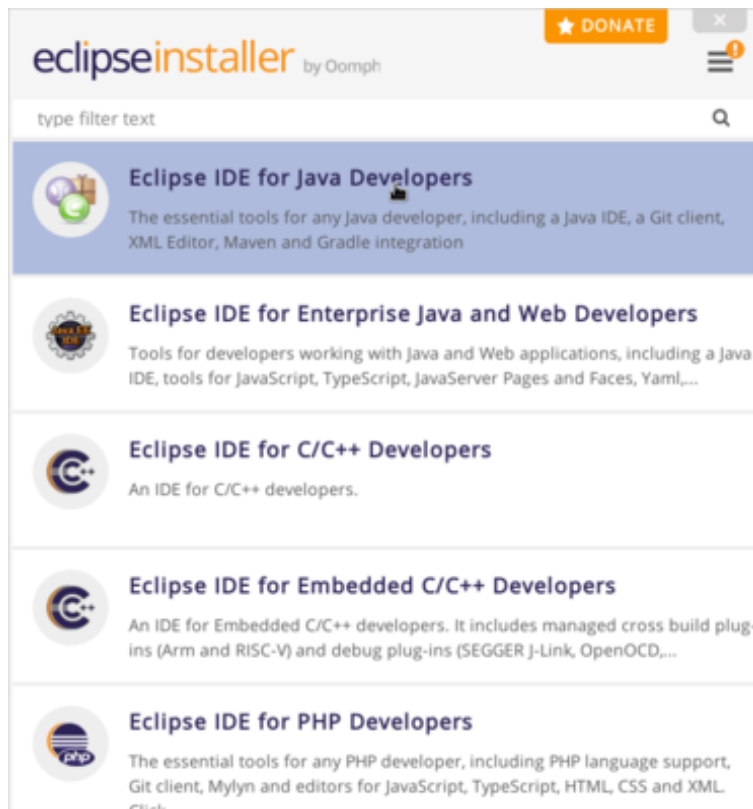 ★ DONATE
eclipseinstaller by Oomph
type filter text
Eclipse IDE for Java Developers
The essential tools for any Java developer, including a Java IDE, a Git client,
XML Editor, Maven and Gradle integration
Eclipse IDE for Enterprise Java and Web Developers
Tools for developers working with Java and Web applications, including a Java
IDE, tools for JavaScript, TypeScript, JavaServer Pages and Faces, Yaml,...
Eclipse IDE for C/C++ Developers
An IDE for C/C++ developers.
Eclipse IDE for Embedded C/C++ Developers
An IDE for Embedded C/C++ developers. It includes managed cross build plug-
ins (Arm and RISC-V) and debug plug-ins (SEGGER J-Link, OpenOCD,...
php
Eclipse IDE for PHP Developers
The essential tools for any PHP developer, including PHP language support,
Git client, Mylyn and editors for JavaScript, TypeScript, HTML, CSS and XML.